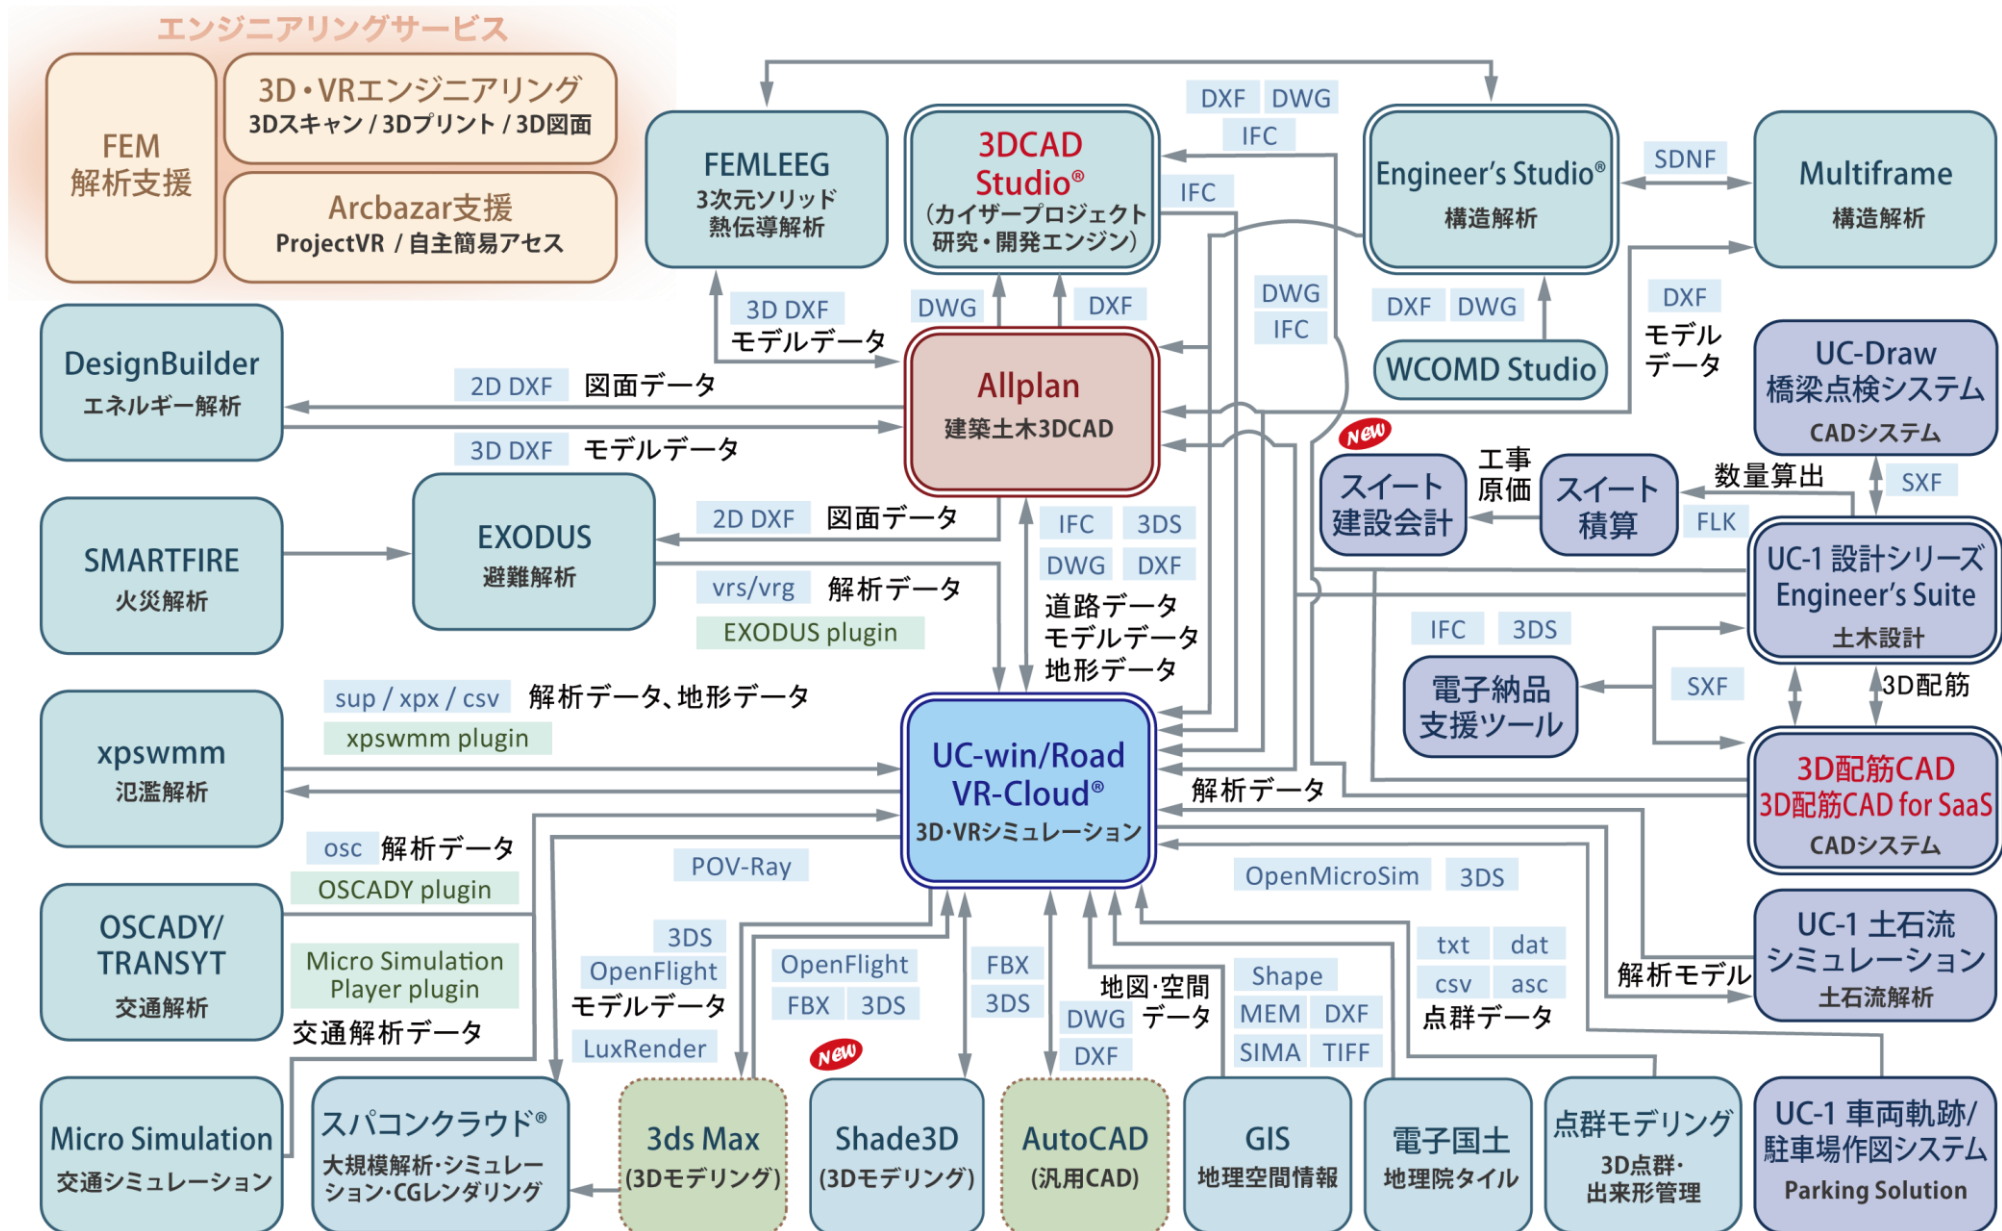 エンジニアリングサービス
FEM
解析支援
3D・VRエンジニアリング
3Dスキャン / 3Dプリント / 3D図面
Arcbazar支援
ProjectVR / 自主簡易アセス
FEMLEEG
3次元ソリッド
熱伝導解析
3DCAD
Studio®
(カイザープロジェクト
研究・開発エンジン)
DXF DWG
IFC
IFC
Engineer's Studio®
構造解析
SDNF
Multiframe
構造解析
3D DXF
モデルデータ
DWG
DXF
DWG
IFC
DXF DWG
WCOMD Studio
DXF
モデル
データ
DesignBuilder
エネルギー解析
2D DXF 図面データ
3D DXF モデルデータ
Allplan
建築土木3DCAD
UC-Draw
橋梁点検システム
CADシステム
SXF
New
スイート
建設会計
工事
原価
スイート
積算
数量算出
FLK
UC-1 設計シリーズ
Engineer's Suite
土木設計
SMARTFIRE
火災解析
EXODUS
避難解析
2D DXF 図面データ
vrs/vrg 解析データ
EXODUS plugin
IFC 3DS
DWG DXF
道路データ
モデルデータ
地形データ
IFC 3DS
電子納品
支援ツール
SXF
3D配筋
3D配筋CAD
3D配筋CAD for SaaS
CADシステム
xpswmm
氾濫解析
sup / xpx / csv 解析データ、地形データ
xpswmm plugin
UC-win/Road
VR-Cloud®
3D・VRシミュレーション
解析データ
OSCADY/
TRANSYT
交通解析
osc 解析データ
OSCADY plugin
Micro Simulation
Player plugin
交通解析データ
POV-Ray
3DS
OpenFlight
モデルデータ
LuxRender
OpenFlight
FBX 3DS
New
FBX
3DS
地図・空間
データ
DWG
DXF
OpenMicroSim 3DS
Shape
MEM DXF
SIMA TIFF
txt dat
csv asc
点群データ
解析モデル
UC-1 土石流
シミュレーション
土石流解析
Micro Simulation
交通シミュレーション
スパコンクラウド®
大規模解析・シミュレー
ション・CGレンダリング
3ds Max
(3Dモデリング)
Shade3D
(3Dモデリング)
AutoCAD
(汎用CAD)
GIS
地理空間情報
電子国土
地理院タイル
点群モデリング
3D点群・
出来形管理
UC-1 車両軌跡/
駐車場作図システム
Parking Solution